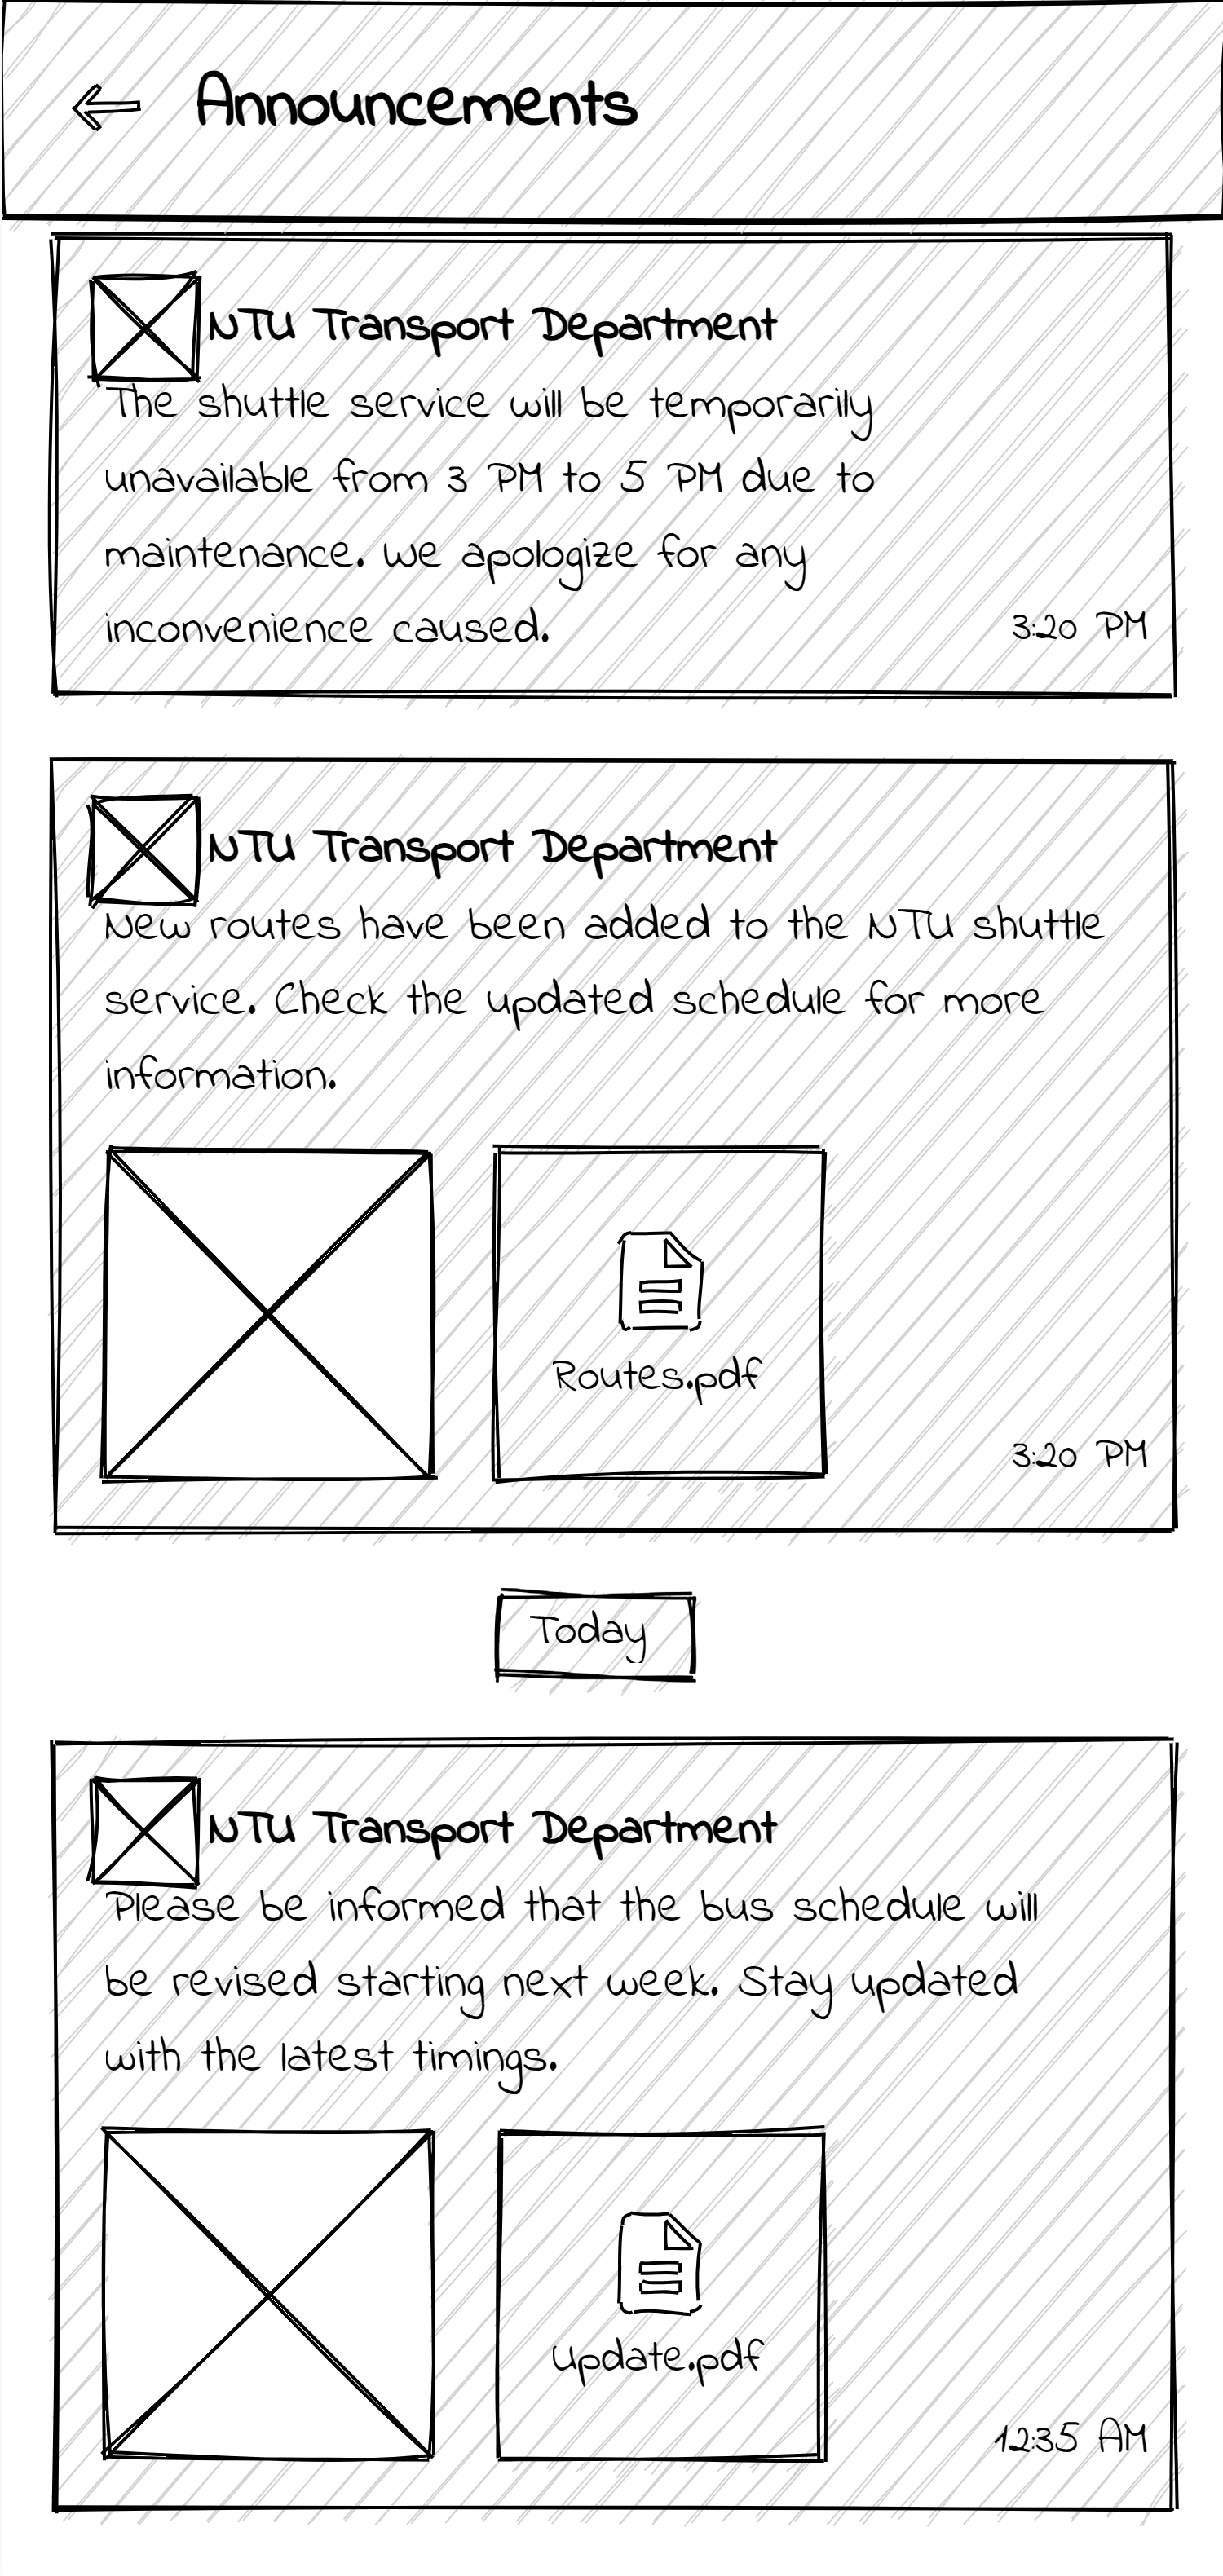 Announcements
NTU Transport Department
The shuttle service will be temporarily
unavailable from 3 PM to 5 PM due to
maintenance. We apologize for any
inconvenience caused.
3:20 PM
NTU Transport Department
New routes have been added to the NTU shuttle
service. Check the updated schedule for more
information.
Routes.pdf
3:20 PM
Today
NTU Transport Department
Please be informed that the bus schedule will
be revised starting next week. Stay updated
with the latest timings.
Update.pdf
12:35 AM